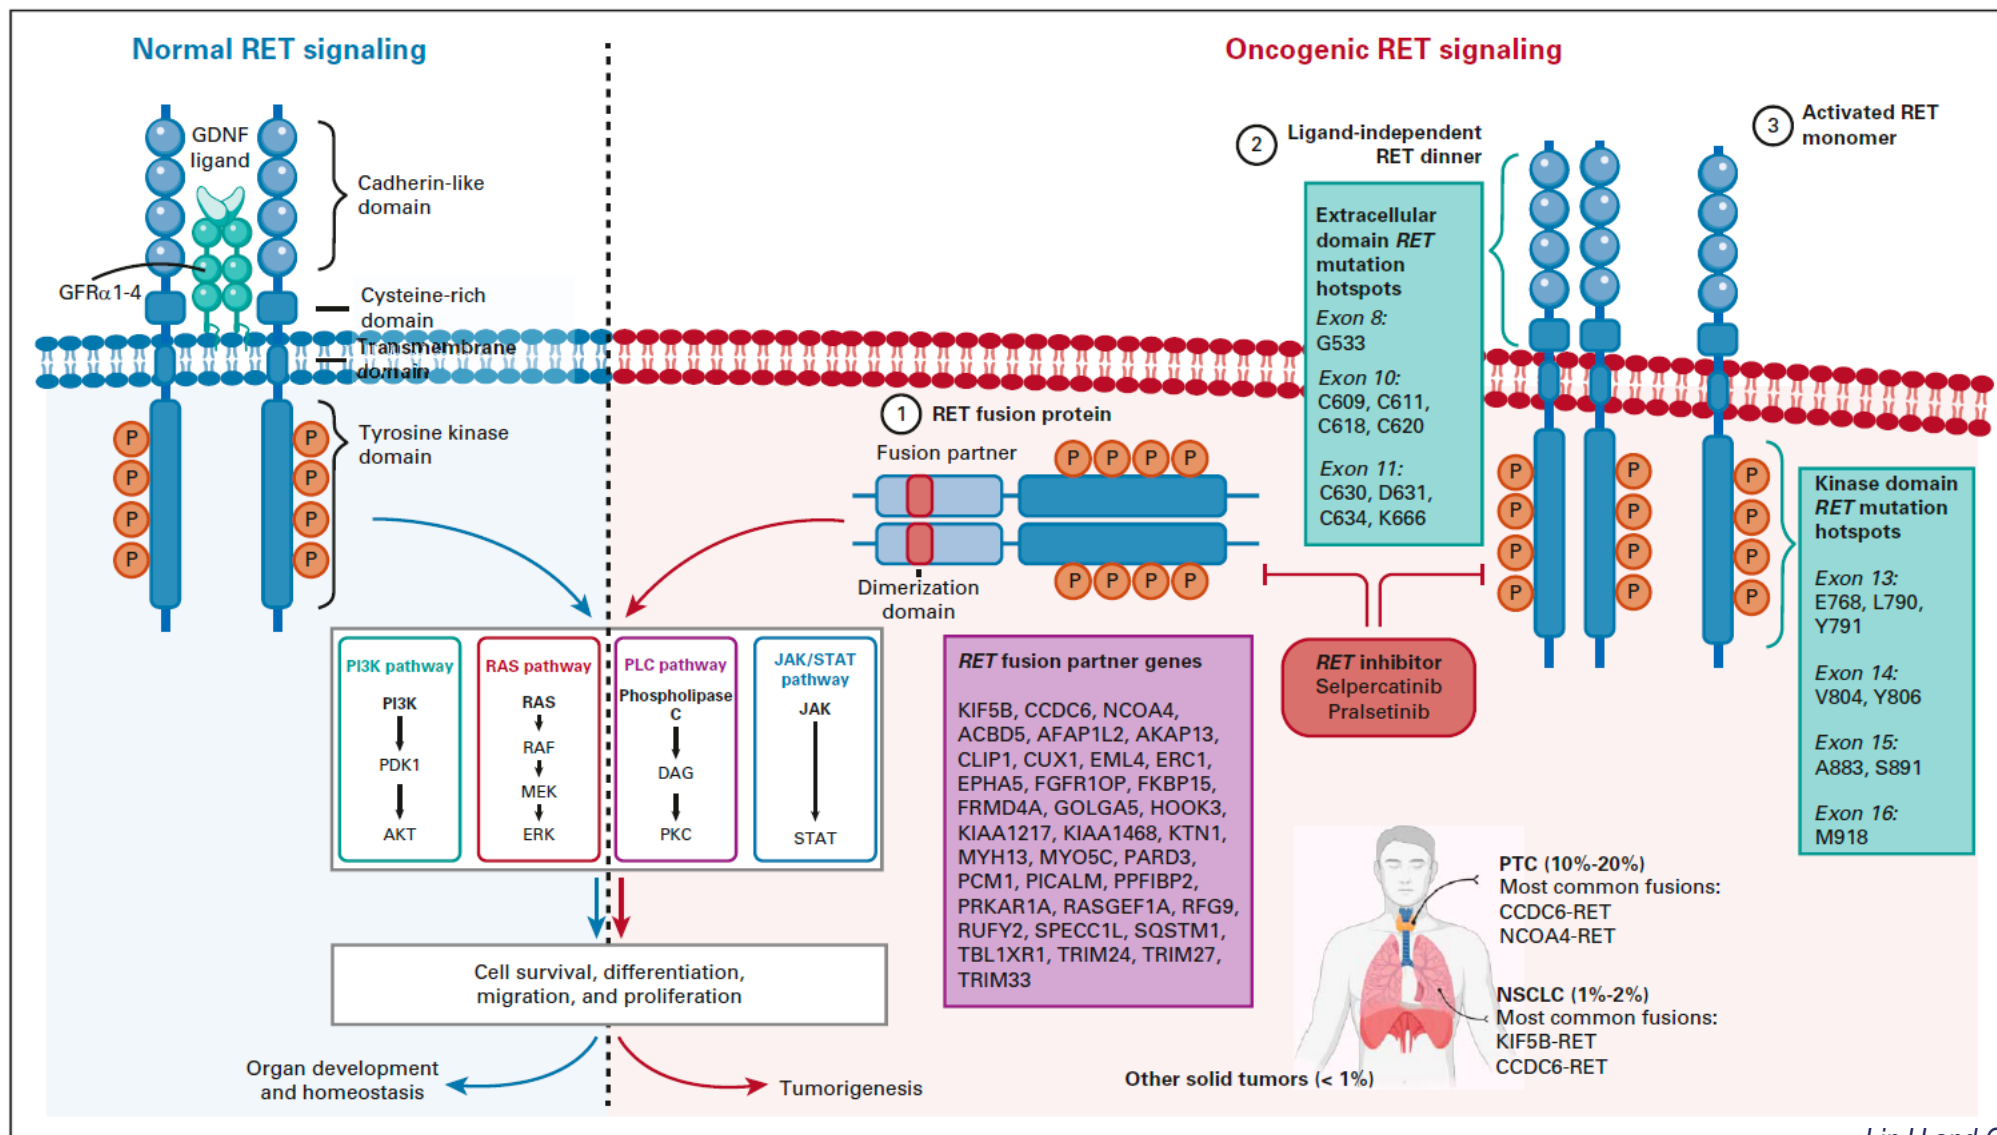 Normal RET signaling
Oncogenic RET signaling
GDNF
ligand
Cadherin-like
domain
GFRα1-4
Cysteine-rich
domain
Transmembrane
domain
Tyrosine kinase
domain
P
P
P
P
P
P
P
P
1
RET fusion protein
Fusion partner
P
P
P
P
P
P
P
P
Dimerization
domain
2
Ligand-independent
RET dinner
Extracellular
domain RET
mutation
hotspots
Exon 8:
G533
Exon 10:
C609, C611,
C618, C620
Exon 11:
C630, D631,
C634, K666
P
P
P
P
P
P
P
P
3
Activated RET
monomer
P
P
P
P
Kinase domain
RET mutation
hotspots
Exon 13:
E768, L790,
Y791
Exon 14:
V804, Y806
Exon 15:
A883, S891
Exon 16:
M918
PI3K pathway
PI3K
PDK1
AKT
RAS pathway
RAS
RAF
MEK
ERK
PLC pathway
Phospholipase
C
DAG
PKC
JAK/STAT
pathway
JAK
STAT
RET fusion partner genes
KIF5B, CCDC6, NCOA4,
ACBD5, AFAP1L2, AKAP13,
CLIP1, CUX1, EML4, ERC1,
EPHA5, FGFR1OP, FKBP15,
FRMD4A, GOLGA5, HOOK3,
KIAA1217, KIAA1468, KTN1,
MYH13, MYO5C, PARD3,
PCM1, PICALM, PPFIBP2,
PRKAR1A, RASGEF1A, RFG9,
RUFY2, SPECC1L, SQSTM1,
TBL1XR1, TRIM24, TRIM27,
TRIM33
RET inhibitor
Selpercatinib
Pralsetinib
Cell survival, differentiation,
migration, and proliferation
Organ development
and homeostasis
Tumorigenesis
PTC (10%-20%)
Most common fusions:
CCDC6-RET
NCOA4-RET
NSCLC (1%-2%)
Most common fusions:
KIF5B-RET
CCDC6-RET
Other solid tumors (< 1%)